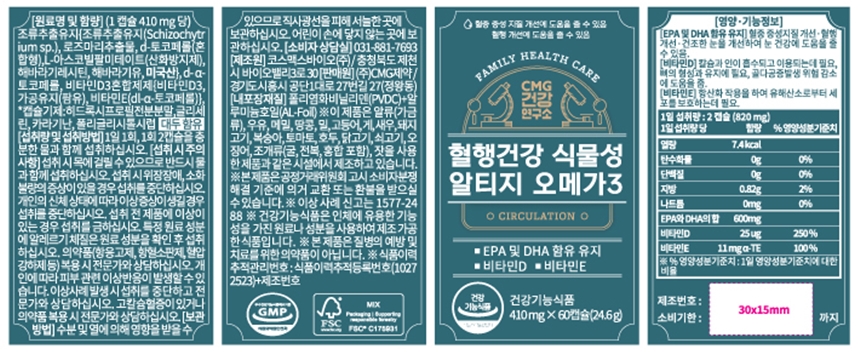 [원료명 및 함량] (1 캡슐 410 mg 당)
조류추출유지(조류추출유지(Schizochyt
rium sp.), 로즈마리추출물, d-토코페롤(혼
합형), L-아스코빌팔미테이트(산화방지제),
해바라기레시틴, 해바라기유, 미국산), d-α-
토코페롤, 비타민D3혼합제제(비타민D3,
가공유지(팜유), 비타민E(dl-α-토코페롤)},
*캡슐기제:히드록시프로필전분분말, 글리세
린, 카라기난, 폴리글리시톨시럽 대두 함유
[섭취량 및 섭취방법] 1일 1회, 1회 2캡슐을 충
분한 물과 함께 섭취하십시오. [섭취 시 주의
사항] 섭취 시 목에 걸릴 수 있으므로 반드시 물
과 함께 섭취하십시오. 섭취 시 위장장애, 소화
불량의 증상이 있을 경우 섭취를 중단하십시오.
개인의 신체 상태에 따라 이상증상이 생길 경우
섭취를 중단하십시오. 섭취 전 제품에 이상이
있는 경우 섭취를 금하십시오. 특정 원료 성분
에 알레르기 체질은 원료 성분을 확인 후 섭취
하십시오. 의약품(항응고제, 항혈소판제, 혈압
강하제등) 복용 시 전문가와 상담하십시오. 개
인에 따라 피부 관련 이상반응이 발생할 수 있
습니다. 이상사례 발생 시 섭취를 중단하고 전
문가와 상담하십시오. 고칼슘혈증이 있거나
의약품 복용 시 전문가와 상담하십시오. [보관
방법] 수분 및 열에 의해 영향을 받을 수
있으므로 직사광선을 피해 서늘한 곳에
보관하십시오. 어린이 손에 닿지 않는 곳에 보
관하십시오. [소비자 상담실] 031-881-7693
[제조원] 코스맥스바이오(주)/ 충청북도 제천
시 바이오밸리3로 30 [판매원] (주)CMG제약/
경기도 시흥시 공단1대로 27번길 27(정왕동)
[내포장재질] 폴리염화비닐리덴(PVDC)+알
루미늄호일(AL-Foil) ※ 이 제품은 알류(가금
류), 우유, 메밀, 땅콩, 밀, 고등어, 게, 새우, 돼지
고기, 복숭아, 토마토, 호두, 닭고기, 쇠고기, 오
징어, 조개류(굴, 전복, 홍합 포함), 잣을 사용
한 제품과 같은 시설에서 제조하고 있습니다.
※ 본 제품은 공정거래위원회 고시 소비자분쟁
해결 기준에 의거 교환 또는 환불을 받으실
수 있습니다. ※ 이상 사례 신고는 1577-24
88 ※ 건강기능식품은 인체에 유용한 기능
성을 가진 원료나 성분을 사용하여 제조 가공
한 식품입니다. ※ 본 제품은 질병의 예방 및
치료를 위한 의약품이 아닙니다. ※ 식품이력
추적관리번호 : 식품이력추적등록번호(1027
2523)+제조번호
GMP
FSC
MIX
Packaging | Supporting
responsible forestry
FSC® C175931
혈중 중성 지질 개선에 도움을 줄 수 있음
혈행 개선에 도움을 줄 수 있음
FAMILY HEALTH CARE
CMG
건강
연구소
혈행건강 식물성
알티지 오메가3
CIRCULATION
■ EPA 및 DHA 함유 유지
■ 비타민D ■ 비타민E
건강
기능식품
건강기능식품
410 mg × 60캡슐(24.6 g)
[영양·기능정보]
[EPA 및 DHA 함유 유지] 혈중 중성지질 개선·혈행
개선·건조한 눈을 개선하여 눈 건강에 도움을 줄
수 있음.
[비타민D] 칼슘과 인이 흡수되고 이용되는데 필요,
뼈의 형성과 유지에 필요, 골다공증발생 위험 감소
에 도움을 줌.
[비타민E] 항산화 작용을 하여 유해산소로부터 세
포를 보호하는데 필요.
1일 섭취량 : 2 캡슐 (820 mg)
1일 섭취량 당 함량 % 영양성분기준치
열량 7.4 kcal
탄수화물 0g 0%
단백질 0g 0%
지방 0.82g 2%
나트륨 0mg 0%
EPA와 DHA의 합 600mg
비타민D 25 ug 250 %
비타민E 11 mg α-TE 100 %
※ % 영양성분기준치 : 1일 영양성분기준치에 대한
비율
제조번호 :
소비기한 :
30x15mm
까지